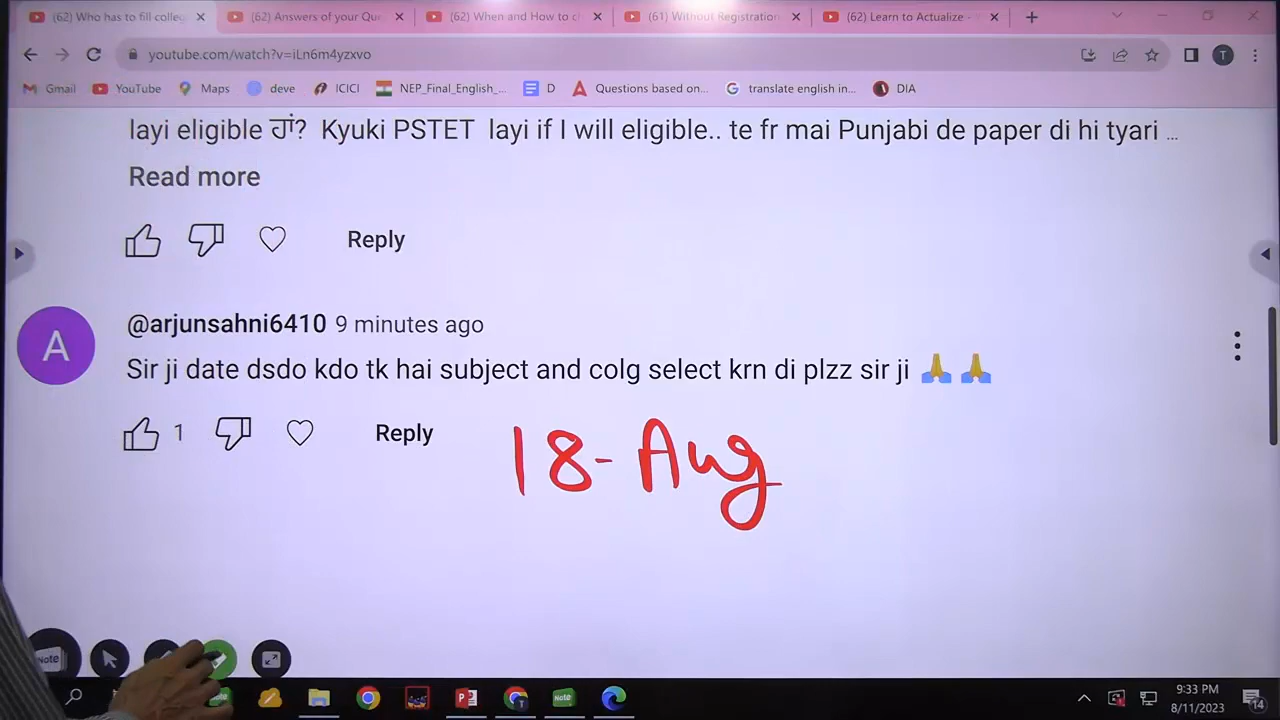 (62) Who has to fill colleg
(62) Answers of your Que
(62) When and How to c
(61) Without Registration
(62) Learn to Actualize -
youtube.com/watch?v=iLn6m4yzxvo
T
Gmail
YouTube
Maps
deve
ICICI
NEP_Final_English_...
D
Questions based on...
translate english in...
DIA
layi eligible ਹਾਂ? Kyuki PSTET layi if I will eligible.. te fr mai Punjabi de paper di hi tyari ...
Read more
Reply
A
@arjunsahni6410 9 minutes ago
Sir ji date dsdo kdo tk hai subject and colg select krn di plzz sir ji 🙏 🙏
1
Reply
18-Aug
Note
9:33 PM
8/11/2023
14